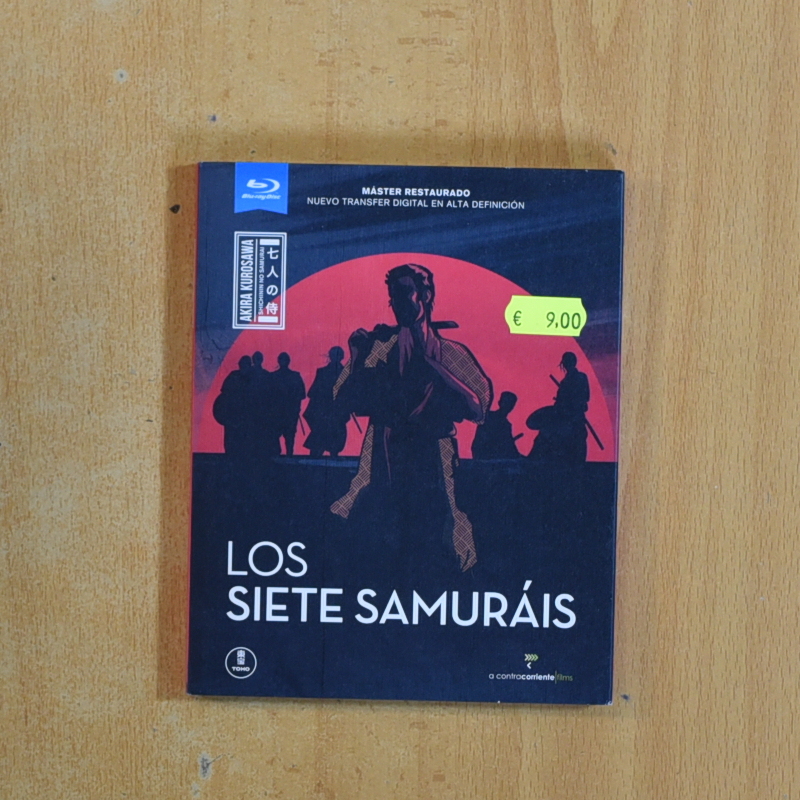 Blu-ray Disc
MÁSTER RESTAURADO
NUEVO TRANSFER DIGITAL EN ALTA DEFINICIÓN
AKIRA KUROSAWA
SHICHININ NO SAMURAI
七人の侍
€ 9,00
LOS
SIETE SAMURÁIS
TOHO
a contracorriente films